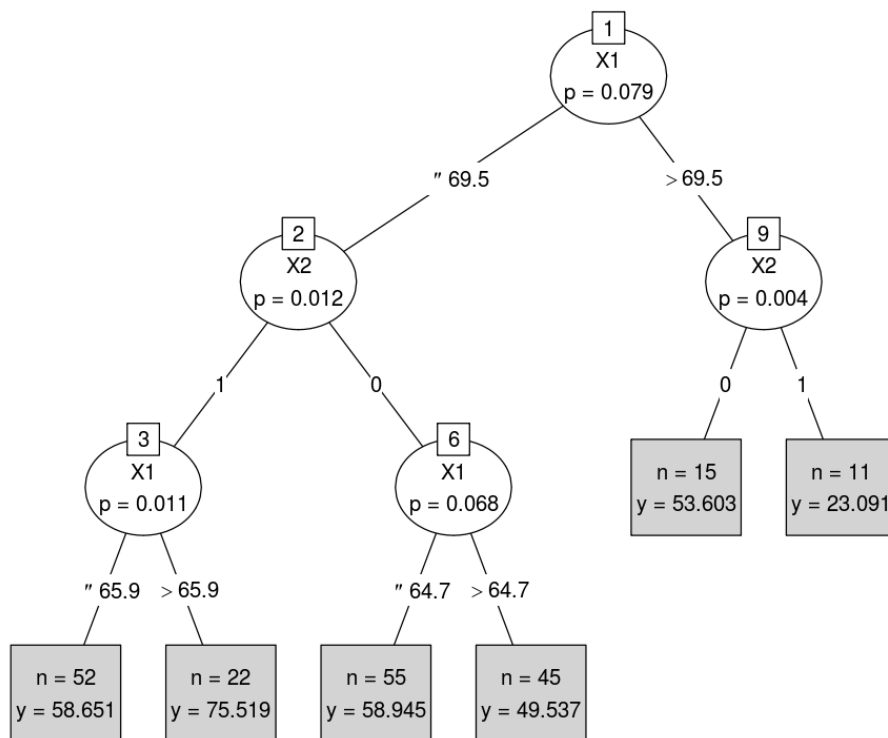 1
X1
p = 0.079
″ 69.5
> 69.5
2
X2
p = 0.012
9
X2
p = 0.004
1
0
0
1
3
X1
p = 0.011
6
X1
p = 0.068
n = 15
y = 53.603
n = 11
y = 23.091
″ 65.9
> 65.9
″ 64.7
> 64.7
n = 52
y = 58.651
n = 22
y = 75.519
n = 55
y = 58.945
n = 45
y = 49.537